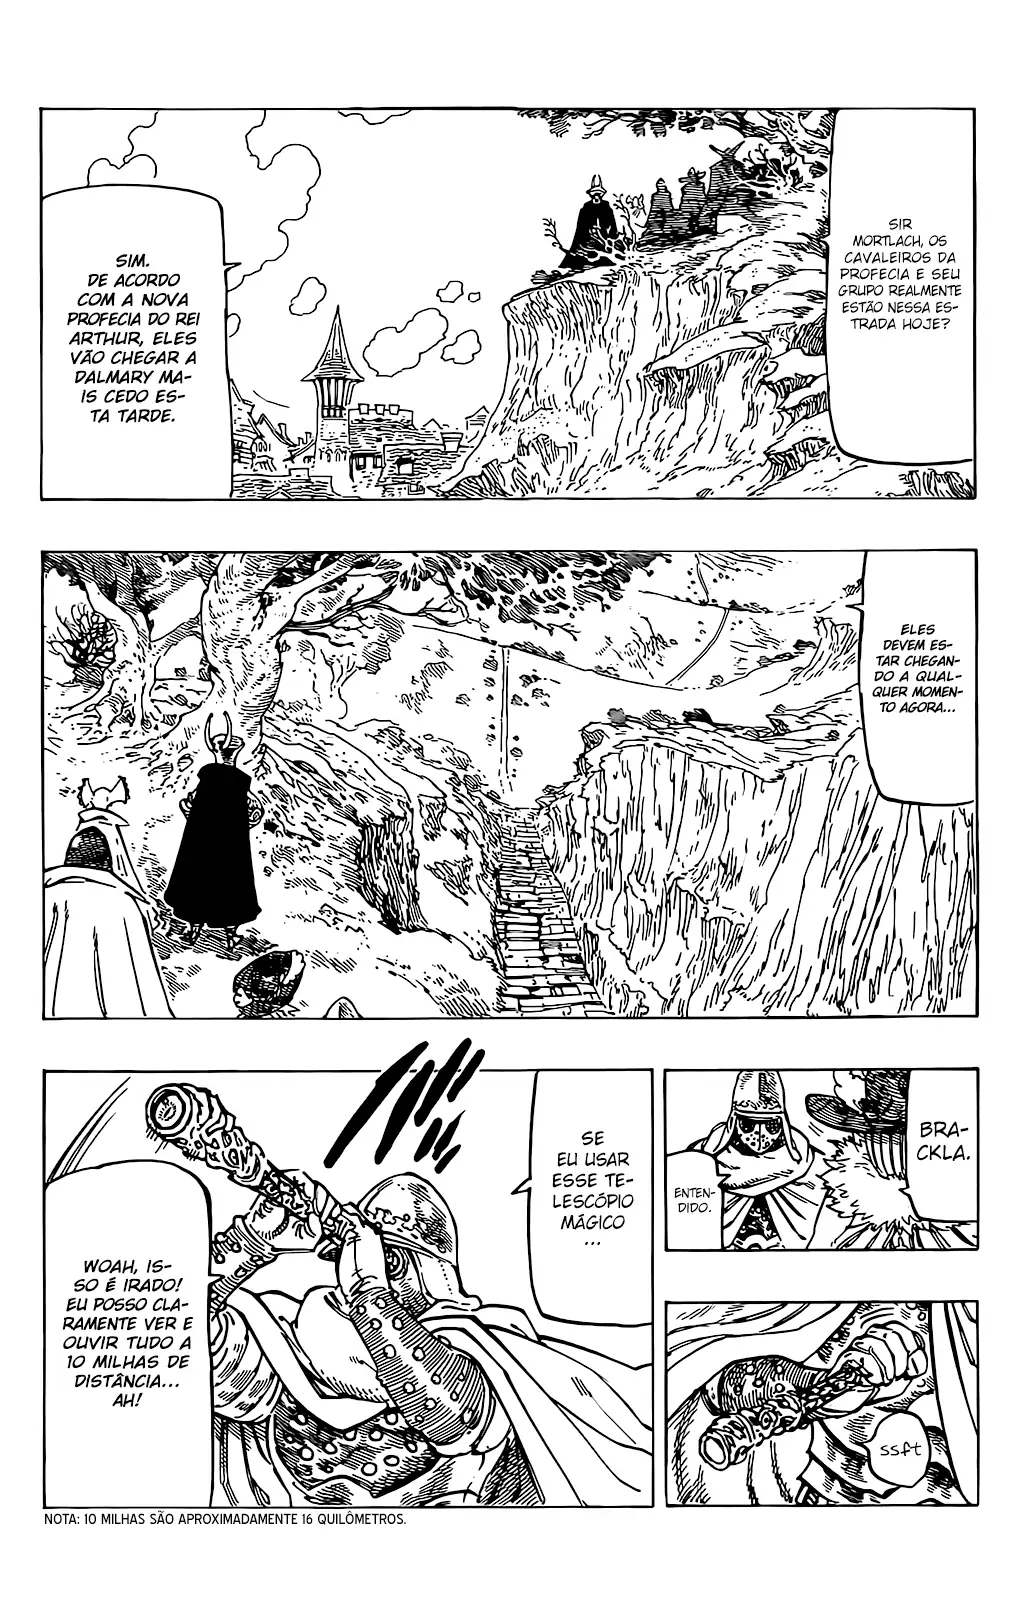 SIR
MORTLACH, OS
CAVALEIROS DA
PROFECIA E SEU
GRUPO REALMENTE
ESTÃO NESSA ES-
TRADA HOJE?
SIM.
DE ACORDO
COM A NOVA
PROFECIA DO REI
ARTHUR, ELES
VÃO CHEGAR A
DALMARY MA-
IS CEDO ES-
TA TARDE.
ELES
DEVEM ES-
TAR CHEGAN-
DO A QUAL-
QUER MOMEN-
TO AGORA...
BRA-
CKLA.
ENTEN-
DIDO.
ssft
SE
EU USAR
ESSE TE-
LESCÓPIO
MÁGICO
...
WOAH, IS-
SO É IRADO!
EU POSSO CLA-
RAMENTE VER E
OUVIR TUDO A
10 MILHAS DE
DISTÂNCIA...
AH!
NOTA: 10 MILHAS SÃO APROXIMADAMENTE 16 QUILÔMETROS.